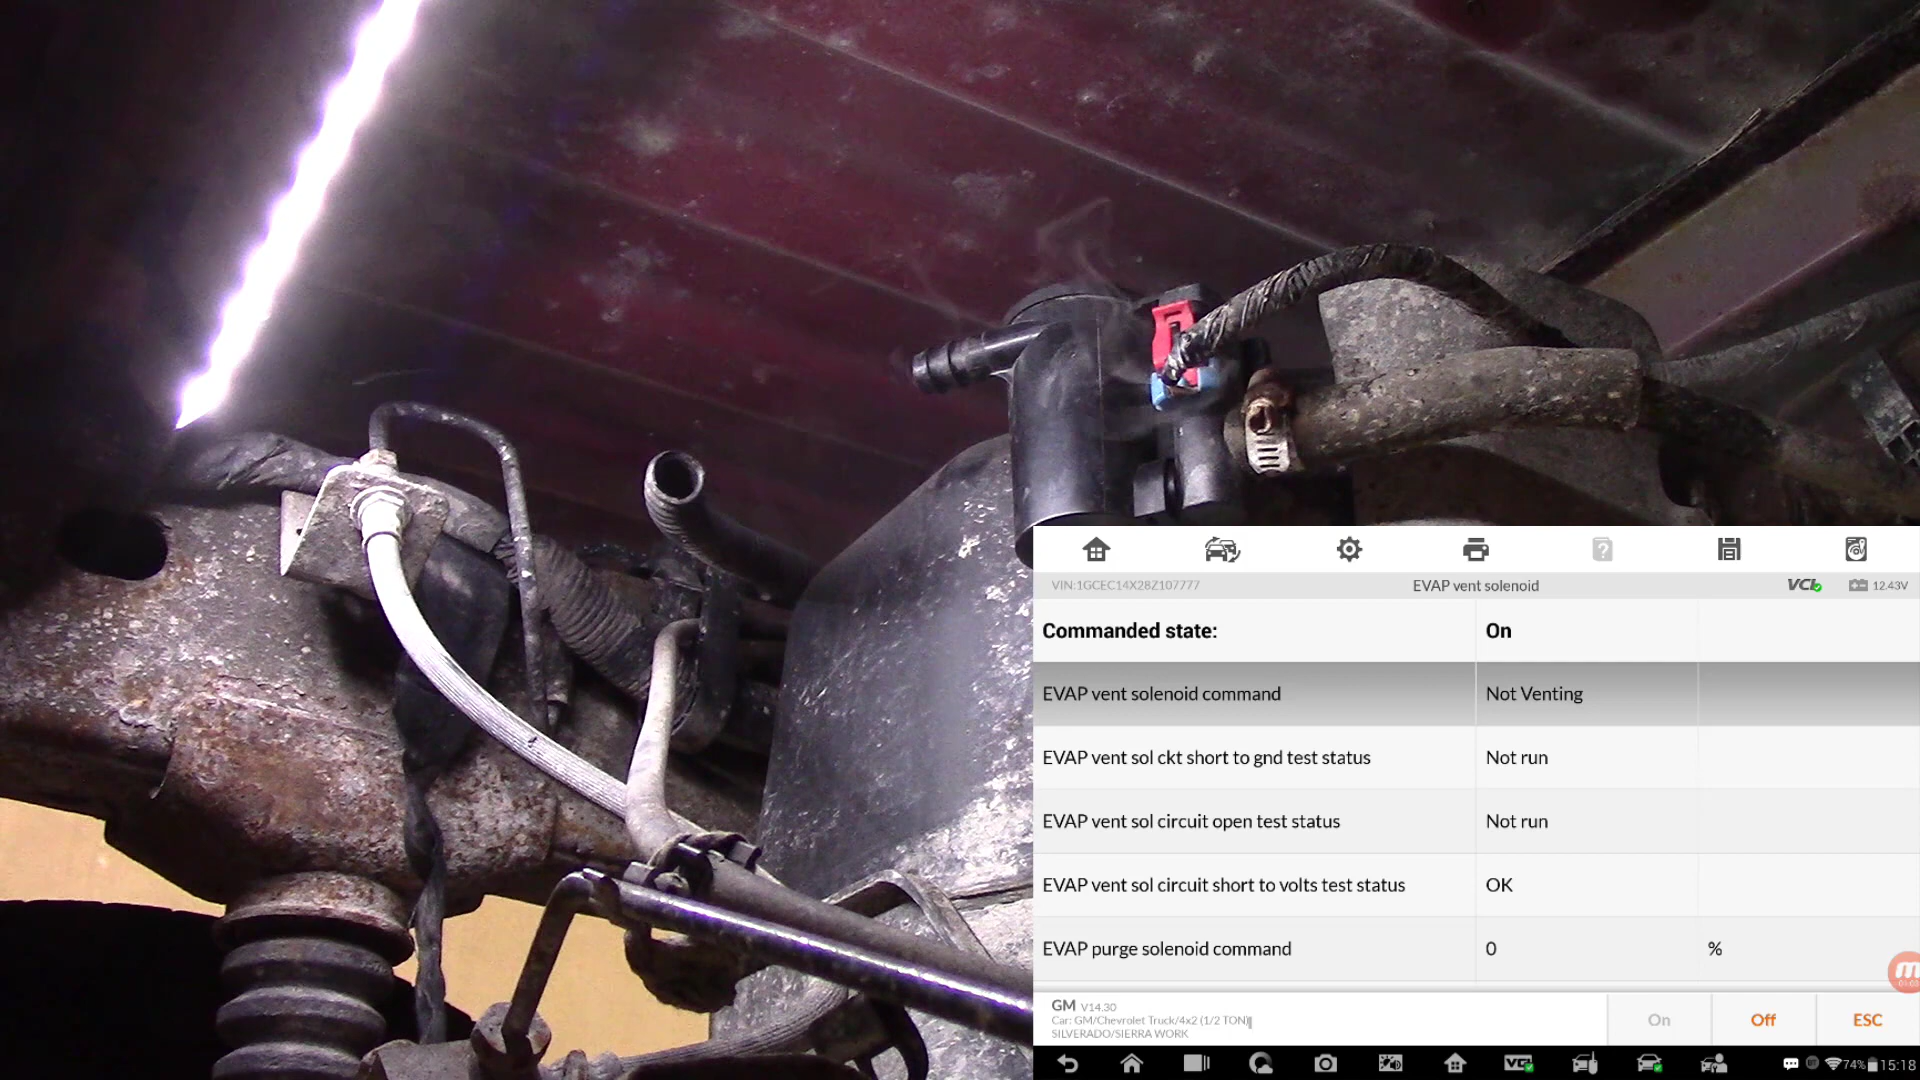 VIN:1GCEC14X28Z107777 EVAP vent solenoid VCI 12.43V
Commanded state: On
EVAP vent solenoid command Not Venting
EVAP vent sol ckt short to gnd test status Not run
EVAP vent sol circuit open test status Not run
EVAP vent sol circuit short to volts test status OK
EVAP purge solenoid command 0 %
GM V14.30
Car: GM/Chevrolet Truck/4x2 (1/2 TON)
SILVERADO/SIERRA WORK
On Off ESC
VCI 74% 15:18